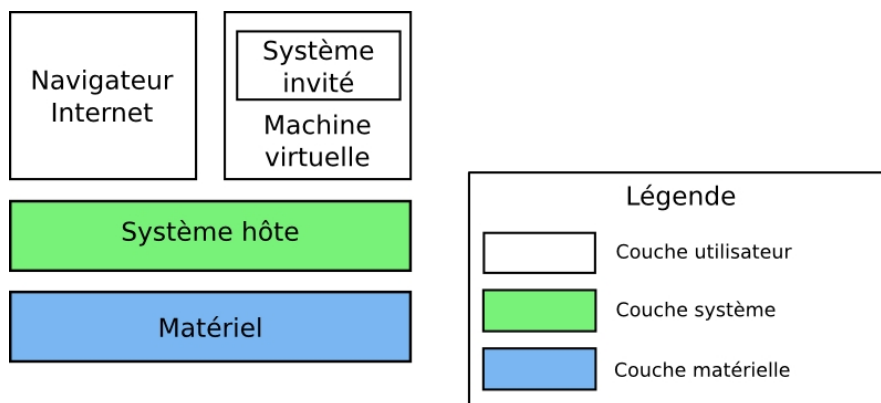 Navigateur
Internet
Système
invité
Machine
virtuelle
Système hôte
Matériel
Légende
Couche utilisateur
Couche système
Couche matérielle